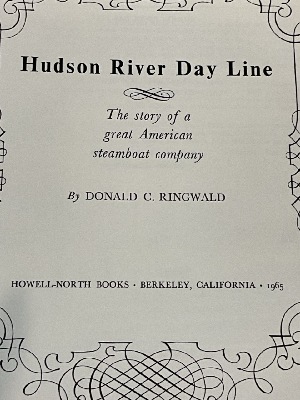 Hudson River Day Line
The story of a
great American
steamboat company
By DONALD C. RINGWALD
HOWELL-NORTH BOOKS · BERKELEY, CALIFORNIA · 1965